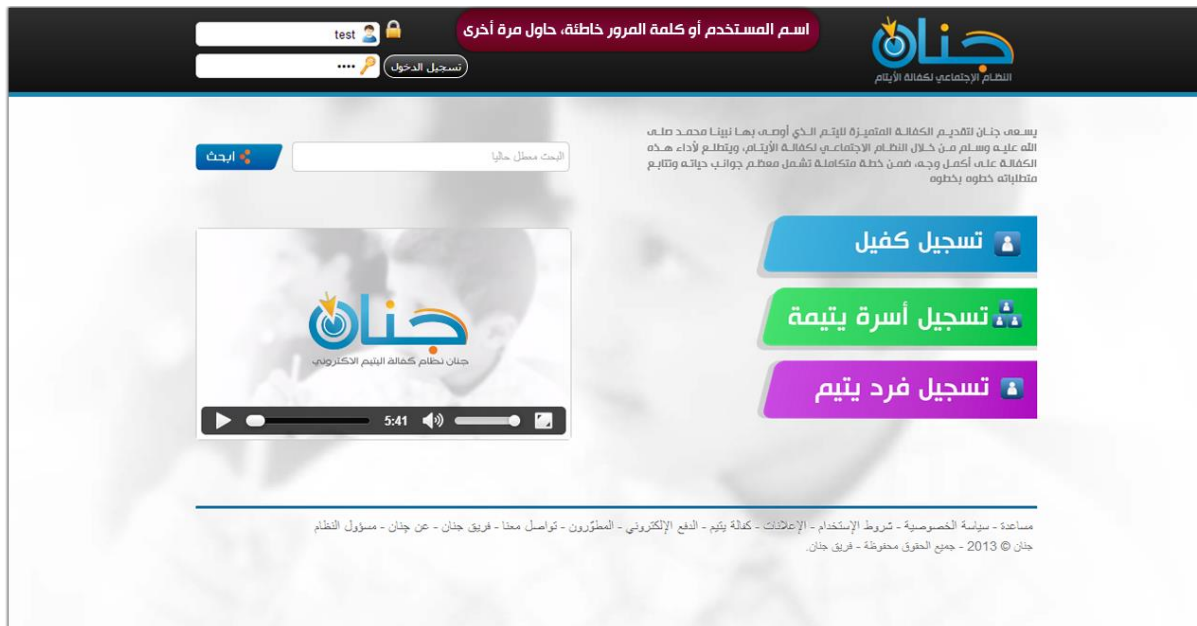 جنان
النظام الإجتماعي لكفالة الأيتام
اسم المستخدم أو كلمة المرور خاطئة، حاول مرة أخرى
test
تسجيل الدخول
يسعى جنان لتقديم الكفالة المتميزة لليتم الذي أوصى بها نبينا محمد صلى
الله عليه وسلم من خلال النظام الاجتماعي لكفالة الأيتام، ويتطلع لأداء هذه
الكفالة على أكمل وجه، ضمن خطة متكاملة تشمل معظم جوانب حياته وتتابع
متطلباته خطوه بخطوه
البحث معطل حاليا
ابحث
تسجيل كفيل
تسجيل أسرة يتيمة
تسجيل فرد يتيم
جنان
جنان نظام كفالة اليتيم الاكتروني
5:41
مساعدة - سياسة الخصوصية - شروط الإستخدام - الإعلانات - كفالة يتيم - الدفع الإلكتروني - المطوّرون - تواصل معنا - فريق جنان - عن جنان - مسؤول النظام
جنان © 2013 - جميع الحقوق محفوظة - فريق جنان.